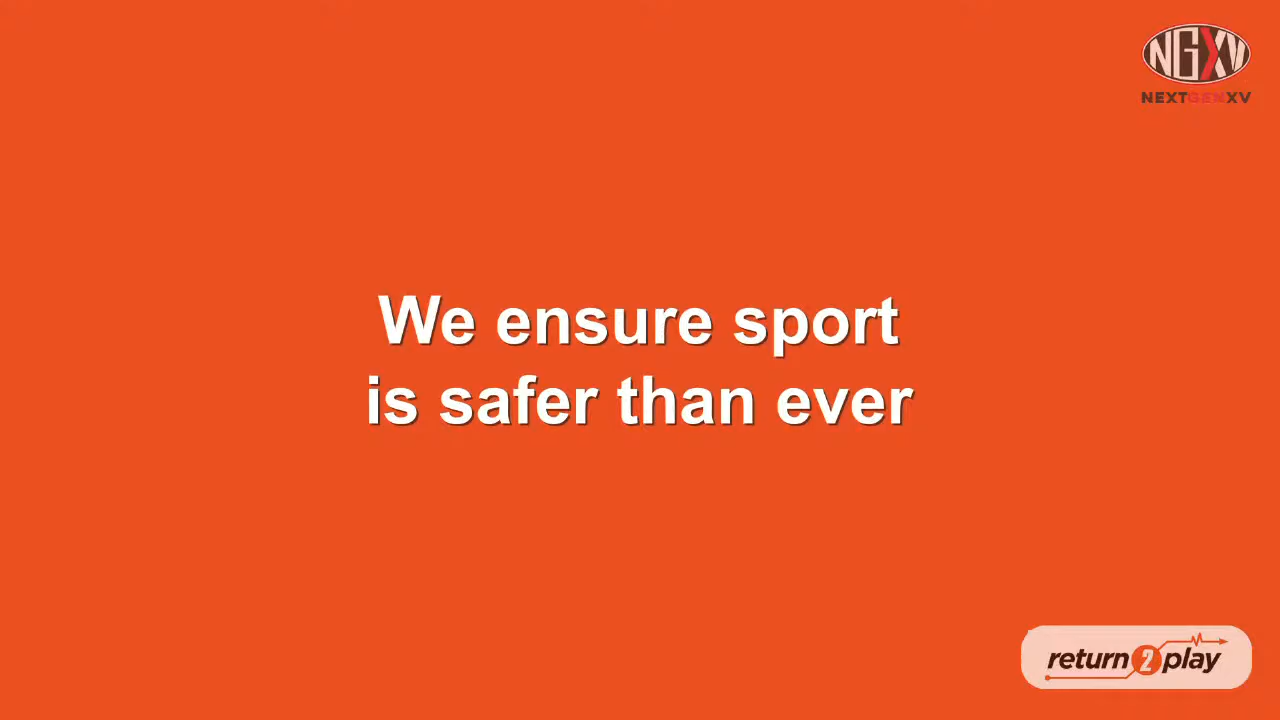 NGXV
NEXTGENXV
We ensure sport
is safer than ever
return2play